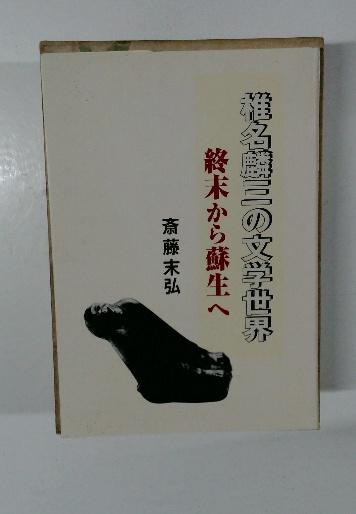 椎名麟三の文学世界
終末から蘇生へ
斎藤末弘